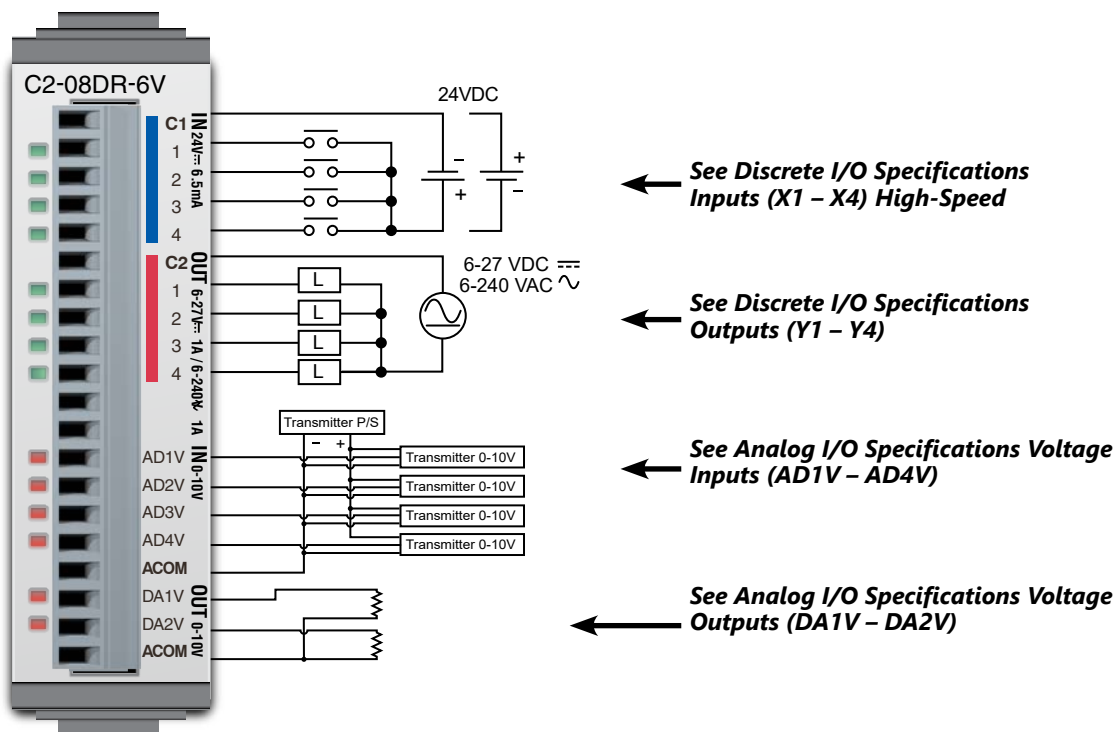 C2-08DR-6V
C1
1
2
3
4
IN 24V⎓ 6.5mA
C2
1
2
3
4
OUT 6-27V⎓ 1A / 6-240V∿ 1A
AD1V
AD2V
AD3V
AD4V
ACOM
IN 0-10V
DA1V
DA2V
ACOM
OUT 0-10V
24VDC
− +
+ −
6-27 VDC ⎓
6-240 VAC ∿
L
L
L
L
Transmitter P/S
− +
Transmitter 0-10V
Transmitter 0-10V
Transmitter 0-10V
Transmitter 0-10V
See Discrete I/O Specifications
Inputs (X1 – X4) High-Speed
See Discrete I/O Specifications
Outputs (Y1 – Y4)
See Analog I/O Specifications Voltage
Inputs (AD1V – AD4V)
See Analog I/O Specifications Voltage
Outputs (DA1V – DA2V)